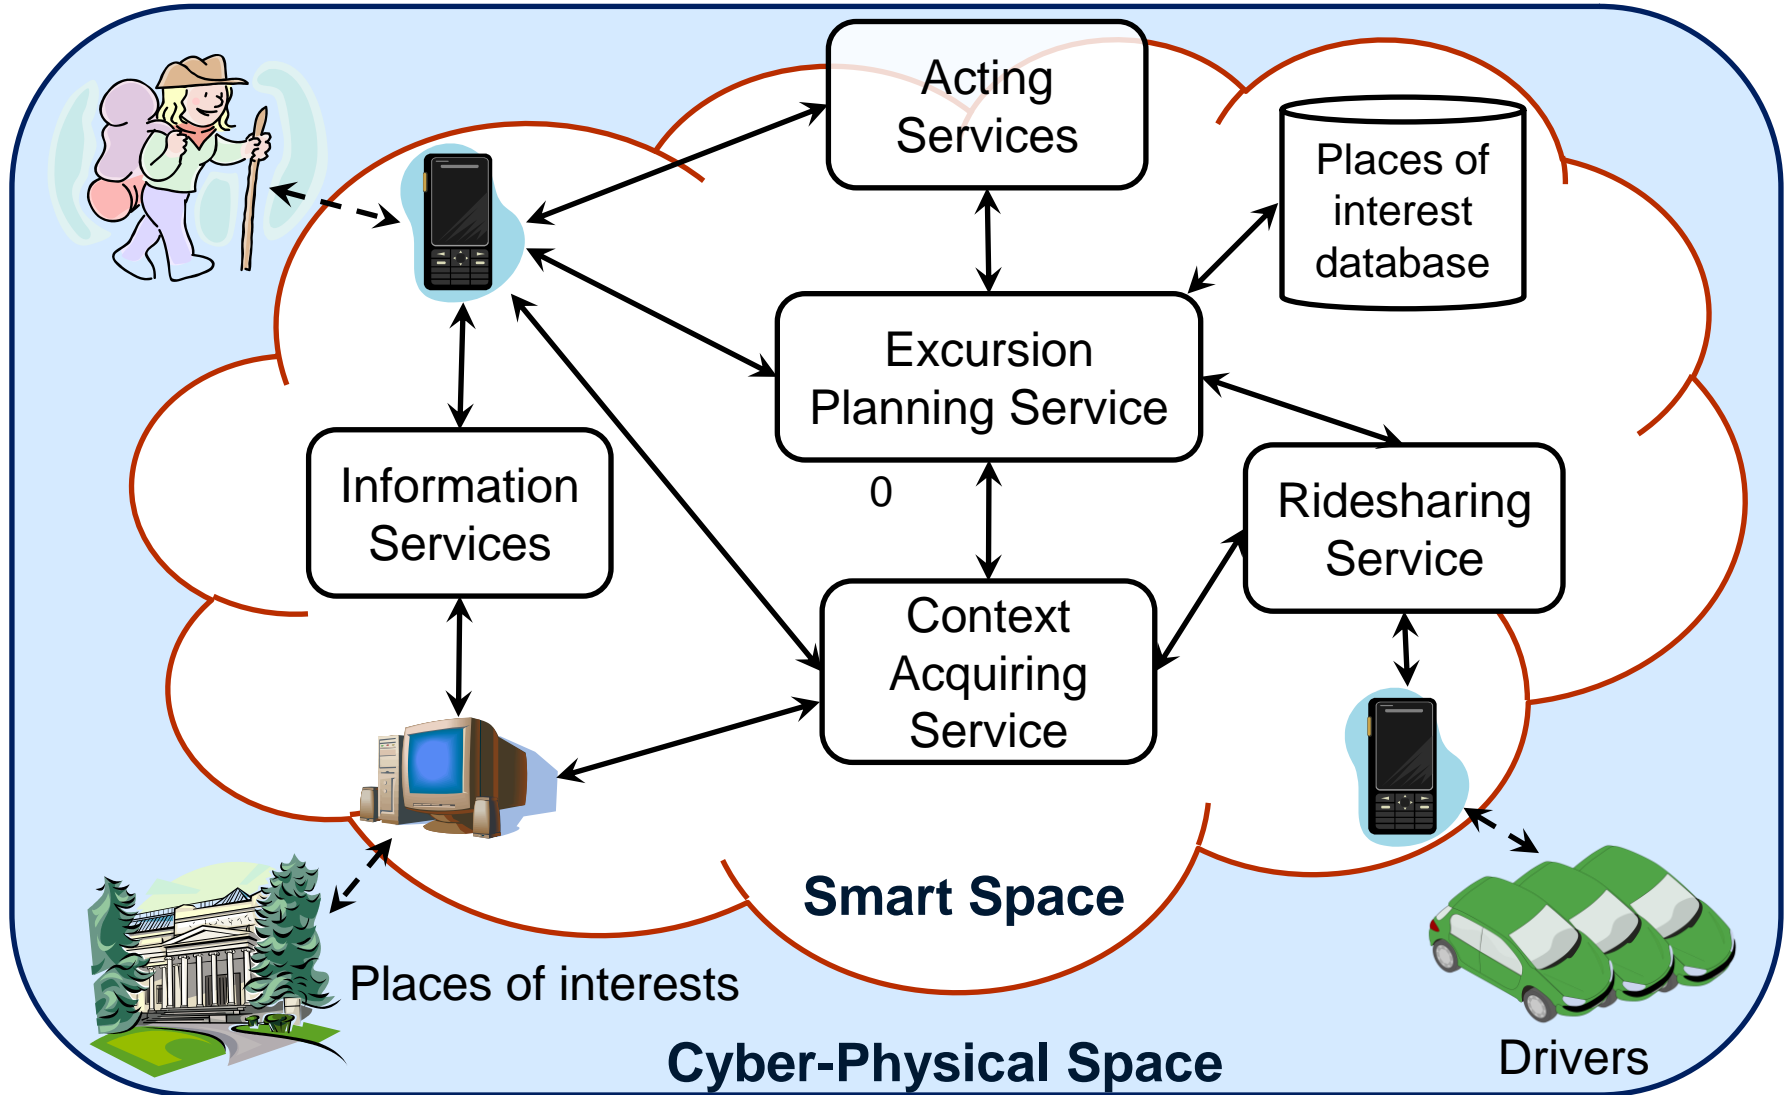 Acting
Services
Places of
interest
database
Excursion
Planning Service
0
Information
Services
Ridesharing
Service
Context
Acquiring
Service
Smart Space
Places of interests
Drivers
Cyber-Physical Space